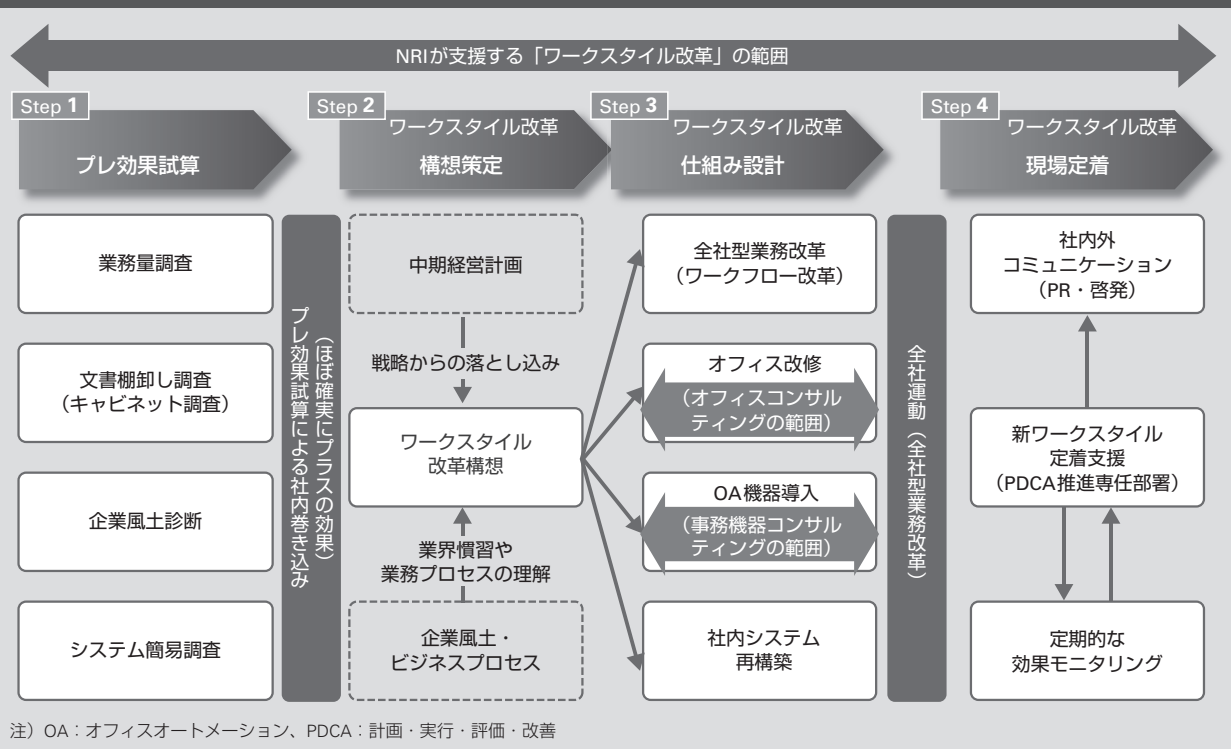 NRIが支援する「ワークスタイル改革」の範囲
Step 1
プレ効果試算
Step 2
ワークスタイル改革
構想策定
Step 3
ワークスタイル改革
仕組み設計
Step 4
ワークスタイル改革
現場定着
業務量調査
文書棚卸し調査
（キャビネット調査）
企業風土診断
システム簡易調査
（ほぼ確実にプラスの効果）
プレ効果試算による社内巻き込み
中期経営計画
戦略からの落とし込み
ワークスタイル
改革構想
業界慣習や
業務プロセスの理解
企業風土・
ビジネスプロセス
全社型業務改革
（ワークフロー改革）
オフィス改修
（オフィスコンサル
ティングの範囲）
OA機器導入
（事務機器コンサル
ティングの範囲）
社内システム
再構築
全社運動（全社型業務改革）
社内外
コミュニケーション
（PR・啓発）
新ワークスタイル
定着支援
（PDCA推進専任部署）
定期的な
効果モニタリング
注）OA：オフィスオートメーション、PDCA：計画・実行・評価・改善